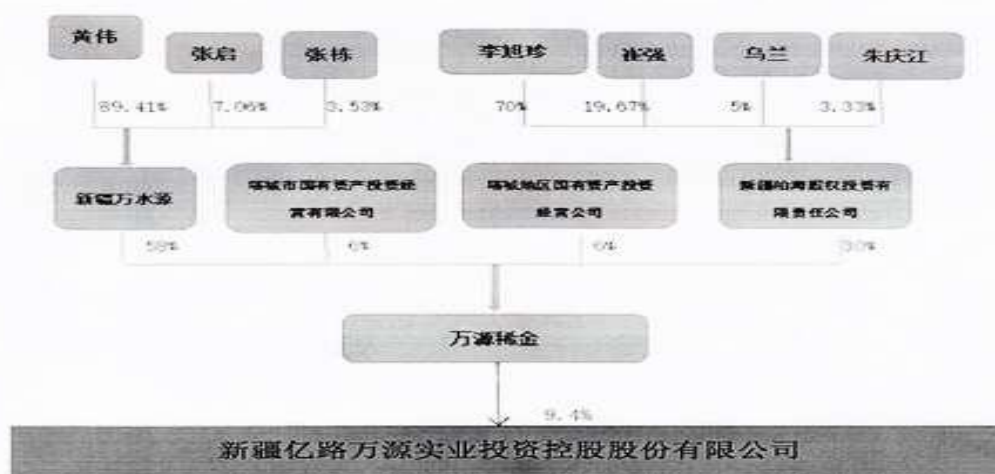 黄伟
张启
张栋
李旭珍
崔强
乌兰
朱庆江
89.41%
7.06%
3.53%
70%
19.67%
5%
3.33%
新疆万水源
塔城市国有资产投资经
营有限公司
塔城地区国有资产投资
经营公司
新疆柏海股权投资有
限责任公司
58%
6%
6%
30%
万源稀金
9.4%
新疆亿路万源实业投资控股股份有限公司